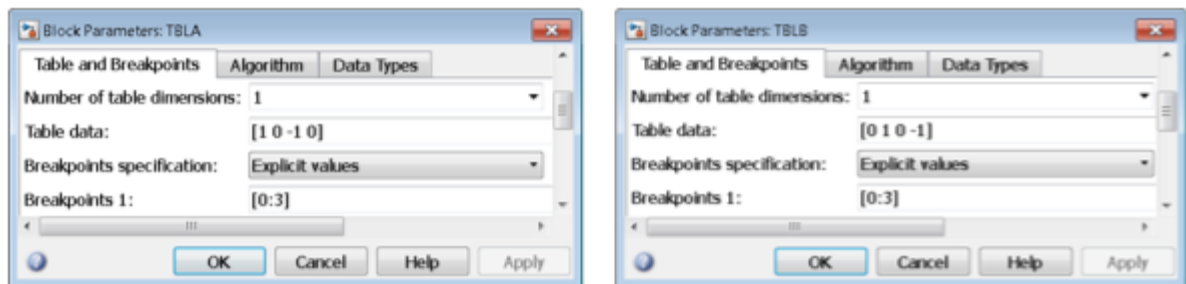 Block Parameters: TBLA
Table and Breakpoints Algorithm Data Types
Number of table dimensions: 1
Table data: [1 0 -1 0]
Breakpoints specification: Explicit values
Breakpoints 1: [0:3]
OK Cancel Help Apply
Block Parameters: TBLB
Table and Breakpoints Algorithm Data Types
Number of table dimensions: 1
Table data: [0 1 0 -1]
Breakpoints specification: Explicit values
Breakpoints 1: [0:3]
OK Cancel Help Apply